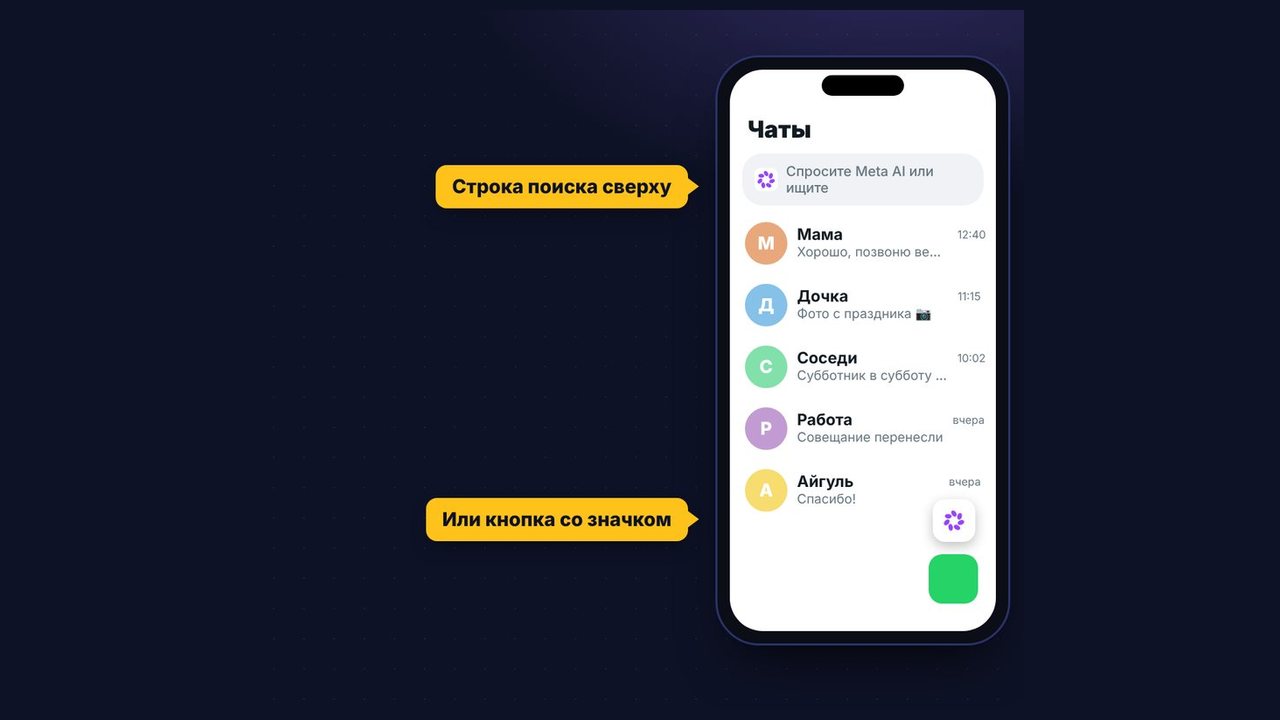 Чаты
Строка поиска сверху
Спросите Meta AI или
ищите
М
Мама
12:40
Хорошо, позвоню ве...
Д
Дочка
11:15
Фото с праздника 📷
С
Соседи
10:02
Субботник в субботу ...
Р
Работа
вчера
Совещание перенесли
А
Айгуль
вчера
Спасибо!
Или кнопка со значком